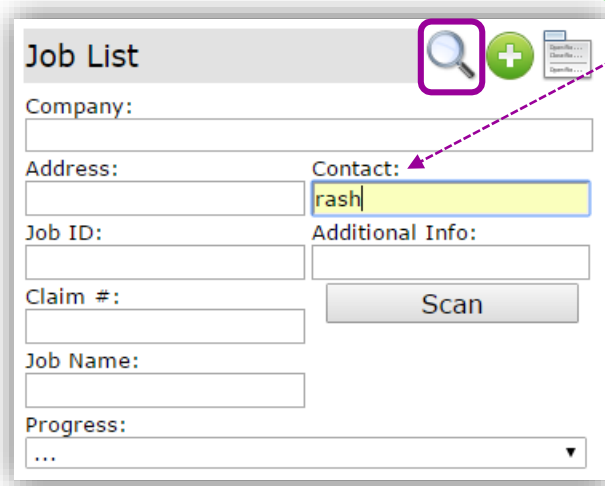 Job List
Company:
Address: Contact:
rash
Job ID: Additional Info:
Claim #: Scan
Job Name:
Progress:
...